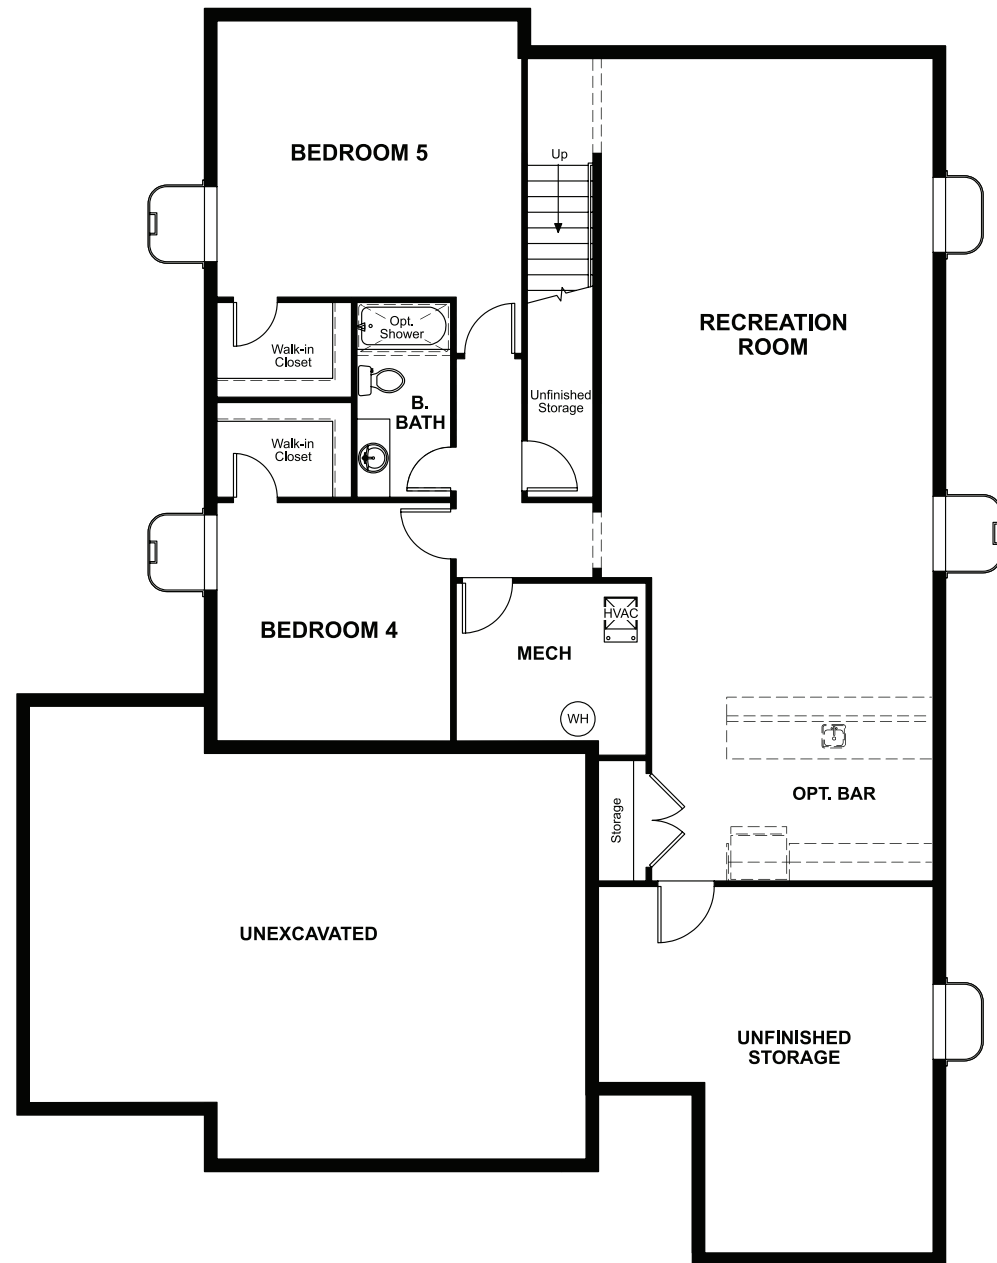 BEDROOM 5
Up
RECREATION
ROOM
Opt.
Shower
Walk-in
Closet
Unfinished
Storage
B.
BATH
Walk-in
Closet
HVAC
BEDROOM 4
MECH
WH
OPT. BAR
Storage
UNEXCAVATED
UNFINISHED
STORAGE